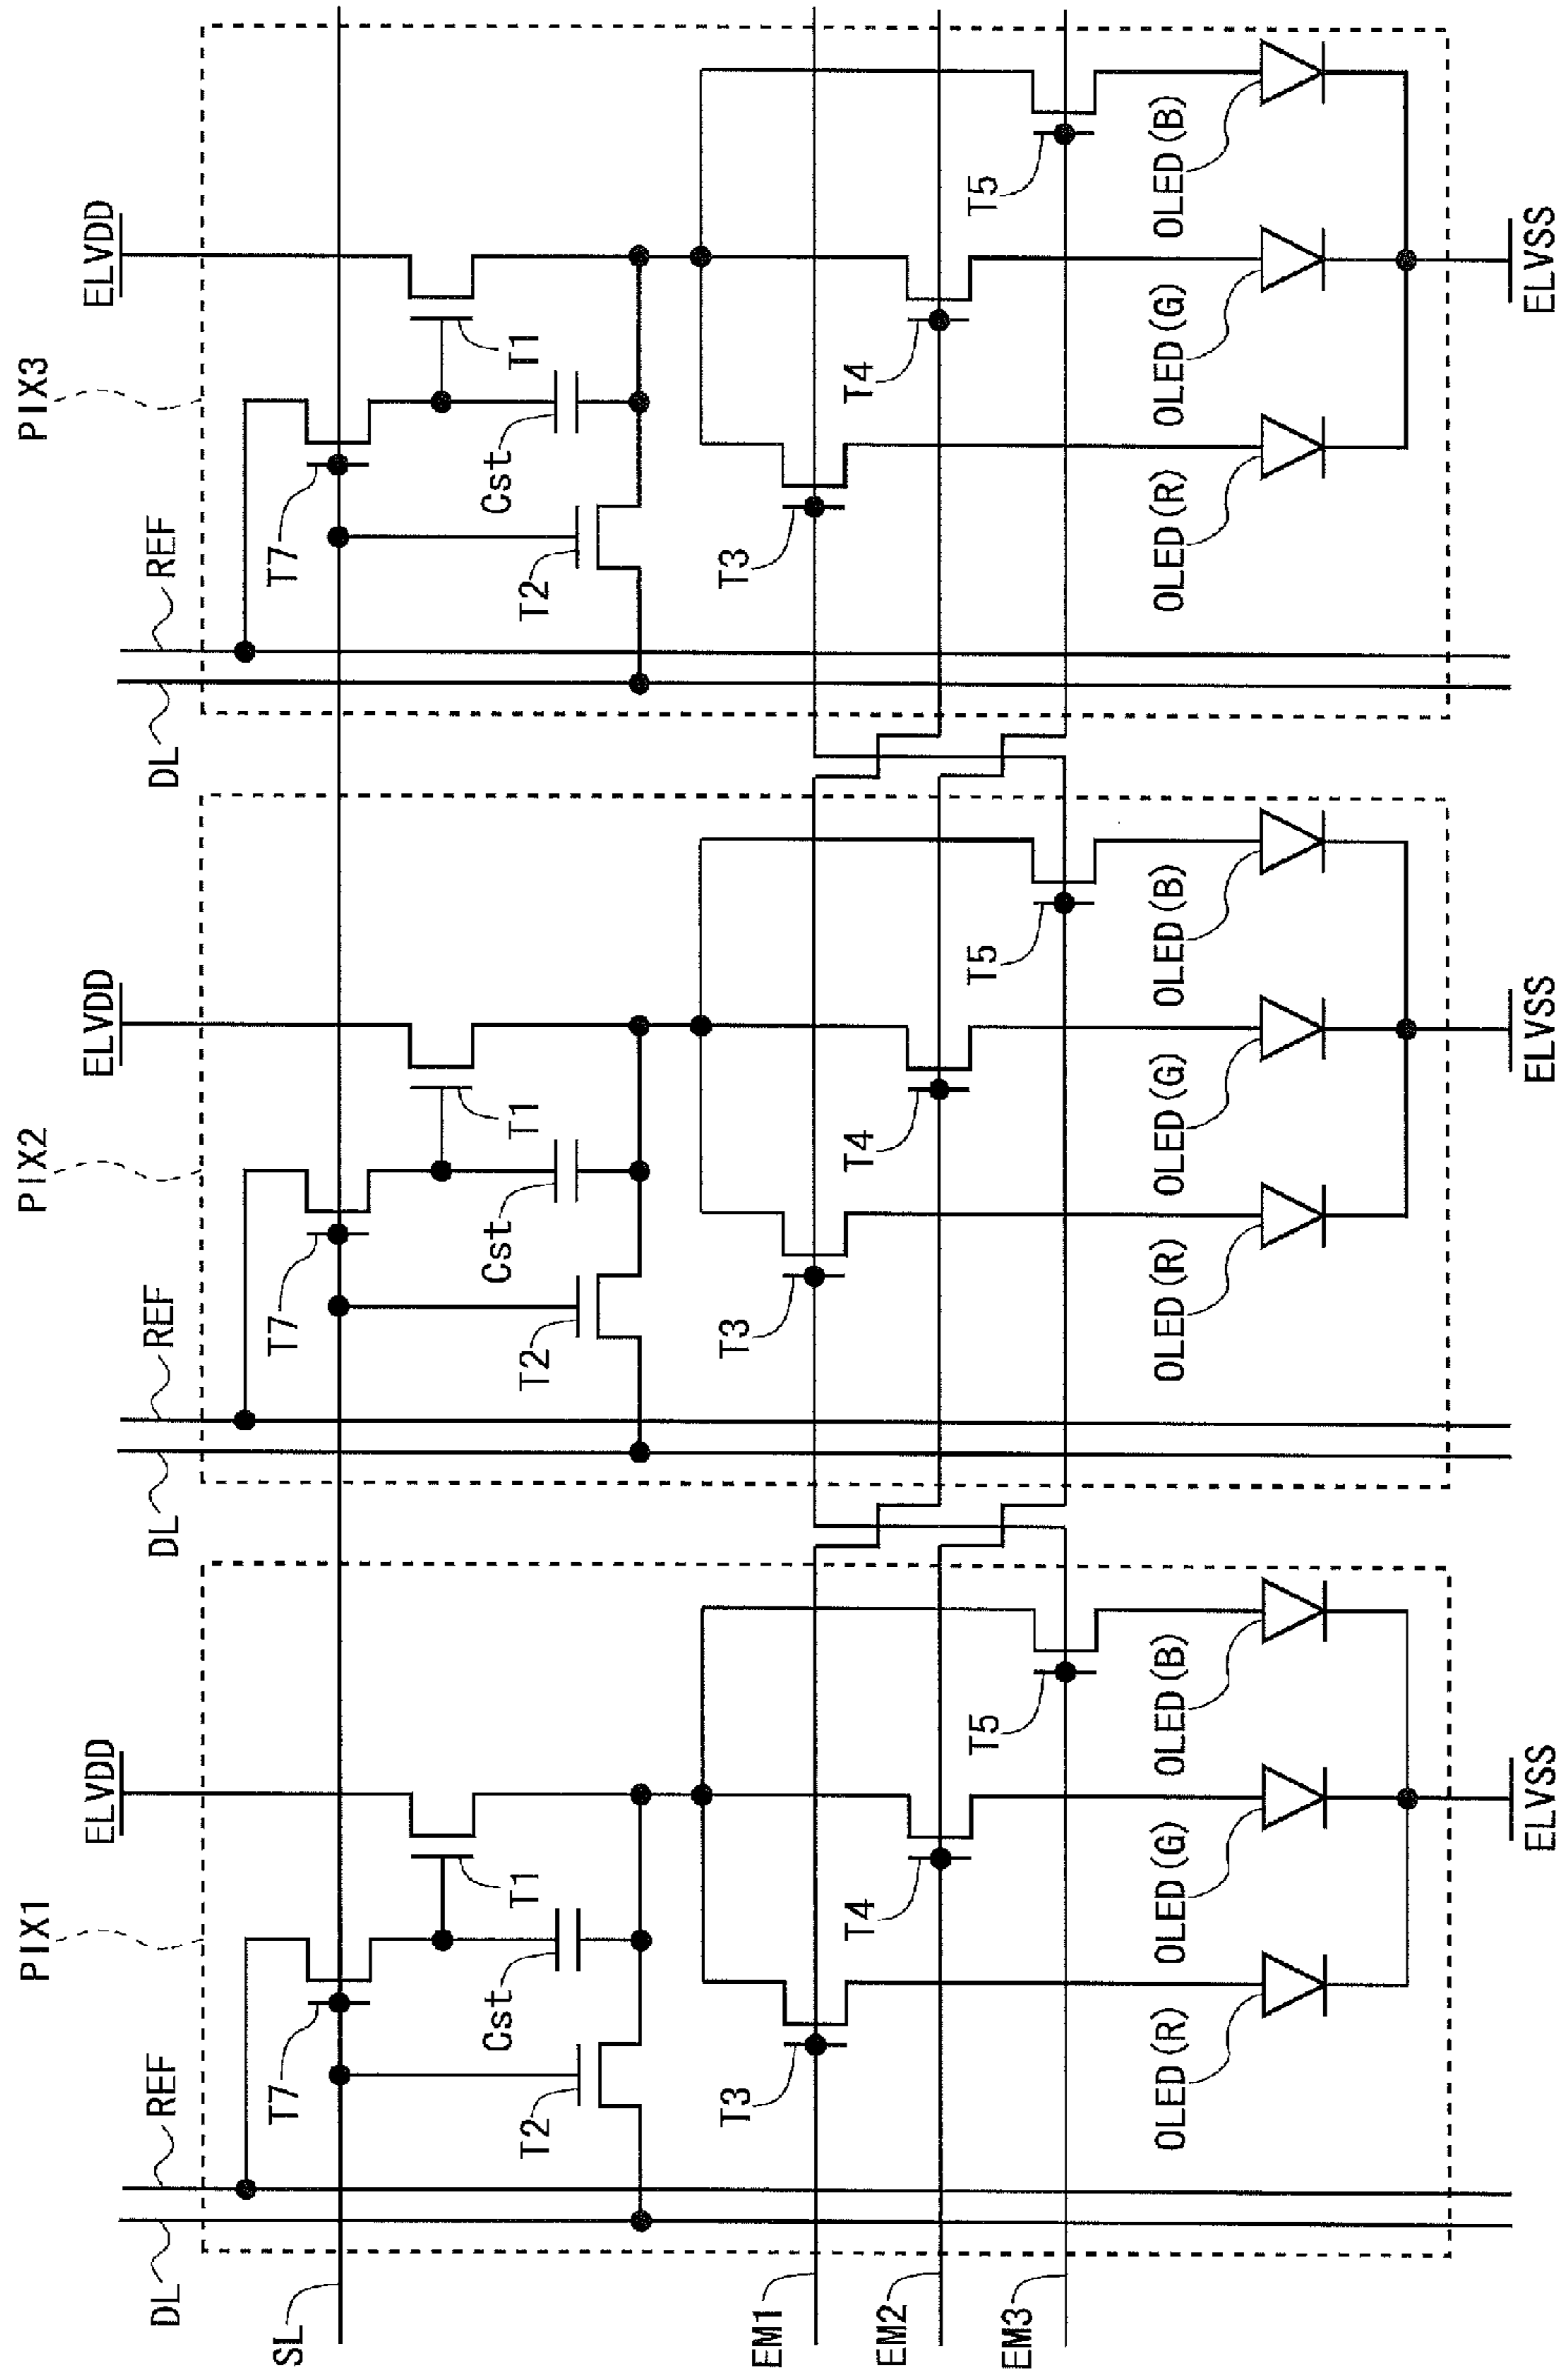 PIX1
PIX2
PIX3
ELVDD
ELVDD
ELVDD
DL
REF
DL
REF
DL
REF
SL
T7
T7
T7
T1
T1
T1
Cst
Cst
Cst
T2
T2
T2
EM1
T3
T3
T3
EM2
T4
T4
T4
EM3
T5
T5
T5
OLED(R)
OLED(G)
OLED(B)
OLED(R)
OLED(G)
OLED(B)
OLED(R)
OLED(G)
OLED(B)
ELVSS
ELVSS
ELVSS